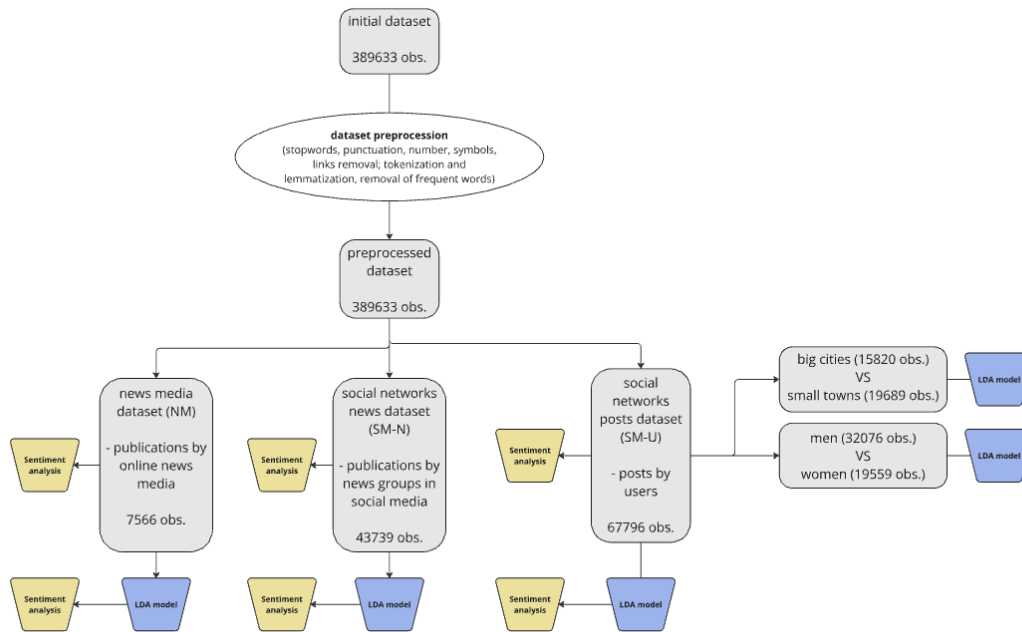 initial dataset
389633 obs.
dataset preprocession
(stopwords, punctuation, number, symbols,
links removal; tokenization and
lemmatization, removal of frequent words)
preprocessed
dataset
389633 obs.
news media
dataset (NM)
- publications by
online news
media
7566 obs.
Sentiment
analysis
Sentiment
analysis
LDA model
social networks
news dataset
(SM-N)
- publications by
news groups in
social media
43739 obs.
Sentiment
analysis
Sentiment
analysis
LDA model
social
networks
posts dataset
(SM-U)
- posts by
users
67796 obs.
Sentiment
analysis
Sentiment
analysis
LDA model
big cities (15820 obs.)
VS
small towns (19689 obs.)
LDA model
men (32076 obs.)
VS
women (19559 obs.)
LDA model